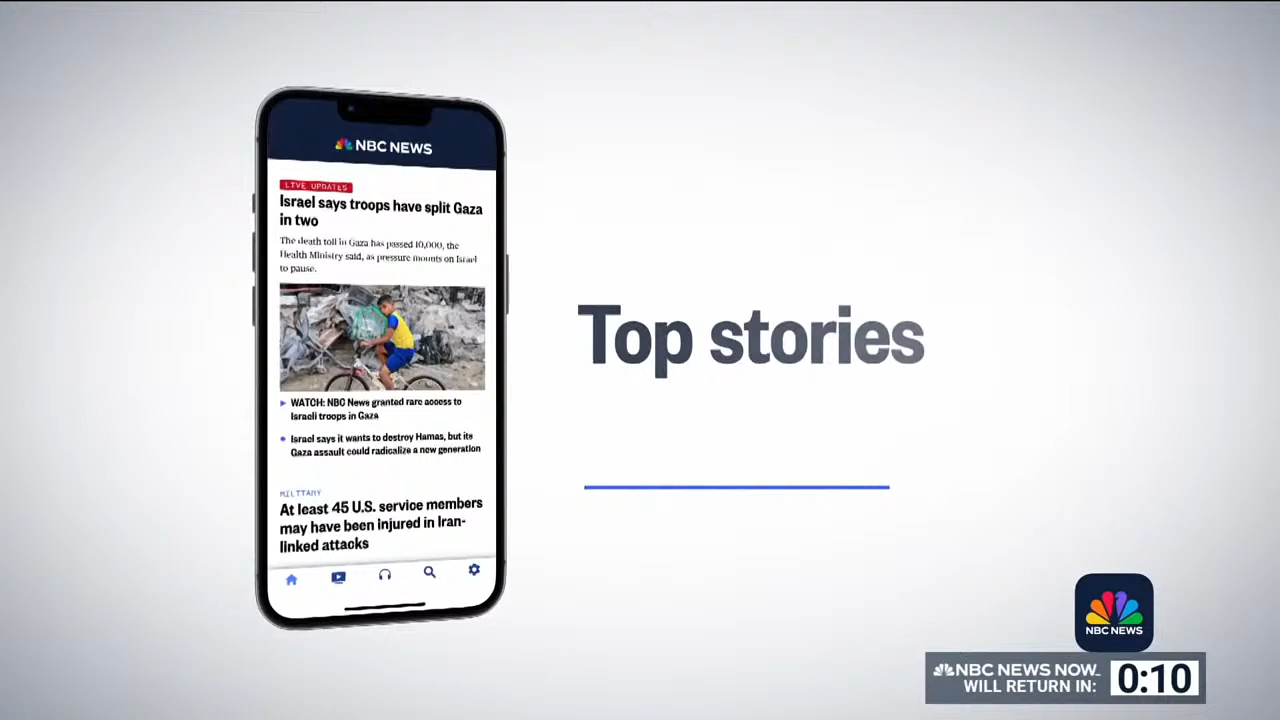 NBC NEWS
LIVE UPDATES
Israel says troops have split Gaza
in two
The death toll in Gaza has passed 10,000, the
Health Ministry said, as pressure mounts on Israel
to pause.
WATCH: NBC News granted rare access to
Israeli troops in Gaza
Israel says it wants to destroy Hamas, but its
Gaza assault could radicalize a new generation
MILITARY
At least 45 U.S. service members
may have been injured in Iran-
linked attacks
Top stories
NBC NEWS
NBC NEWS NOW
WILL RETURN IN:
0:10